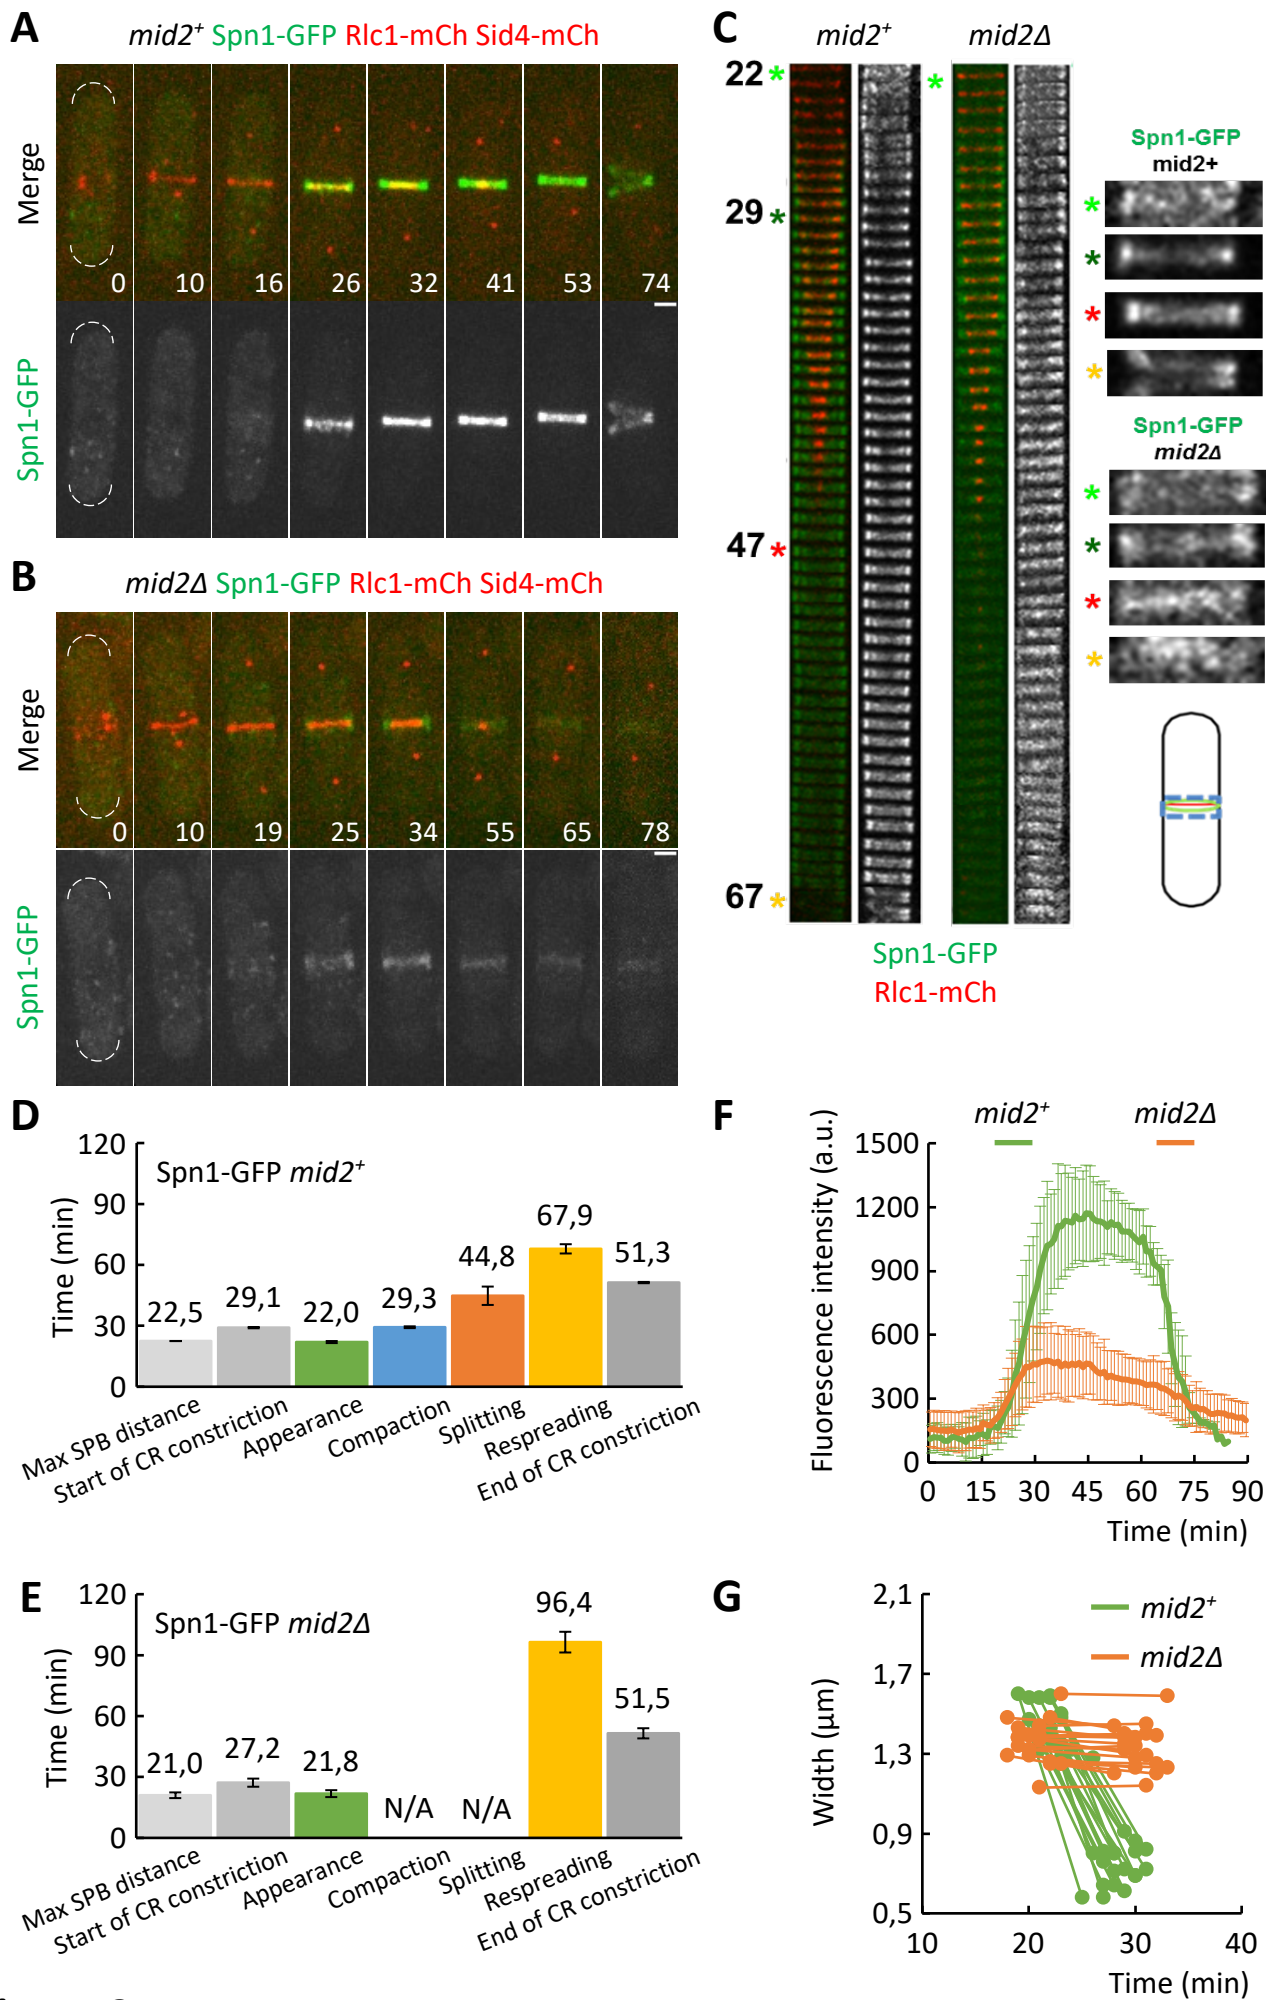 A
mid2+ Spn1-GFP Rlc1-mCh Sid4-mCh
Merge
0 10 16 26 32 41 53 74
Spn1-GFP
B
mid2Δ Spn1-GFP Rlc1-mCh Sid4-mCh
Merge
0 10 19 25 34 55 65 78
Spn1-GFP
C
mid2+ mid2Δ
22 *
*
29 *
47 *
67 *
Spn1-GFP
Rlc1-mCh
Spn1-GFP
mid2+
*
*
*
*
Spn1-GFP
mid2Δ
*
*
*
*
D
Spn1-GFP mid2+
Time (min)
120
90
60
30
0
22,5
29,1
22,0
29,3
44,8
67,9
51,3
Max SPB distance
Start of CR constriction
Appearance
Compaction
Splitting
Respreading
End of CR constriction
E
Spn1-GFP mid2Δ
Time (min)
120
90
60
30
0
21,0
27,2
21,8
N/A
N/A
96,4
51,5
Max SPB distance
Start of CR constriction
Appearance
Compaction
Splitting
Respreading
End of CR constriction
F
mid2+ mid2Δ
Fluorescence intensity (a.u.)
1500
1200
900
600
300
0
0 15 30 45 60 75 90
Time (min)
G
mid2+
mid2Δ
Width (μm)
2,1
1,7
1,3
0,9
0,5
10 20 30 40
Time (min)